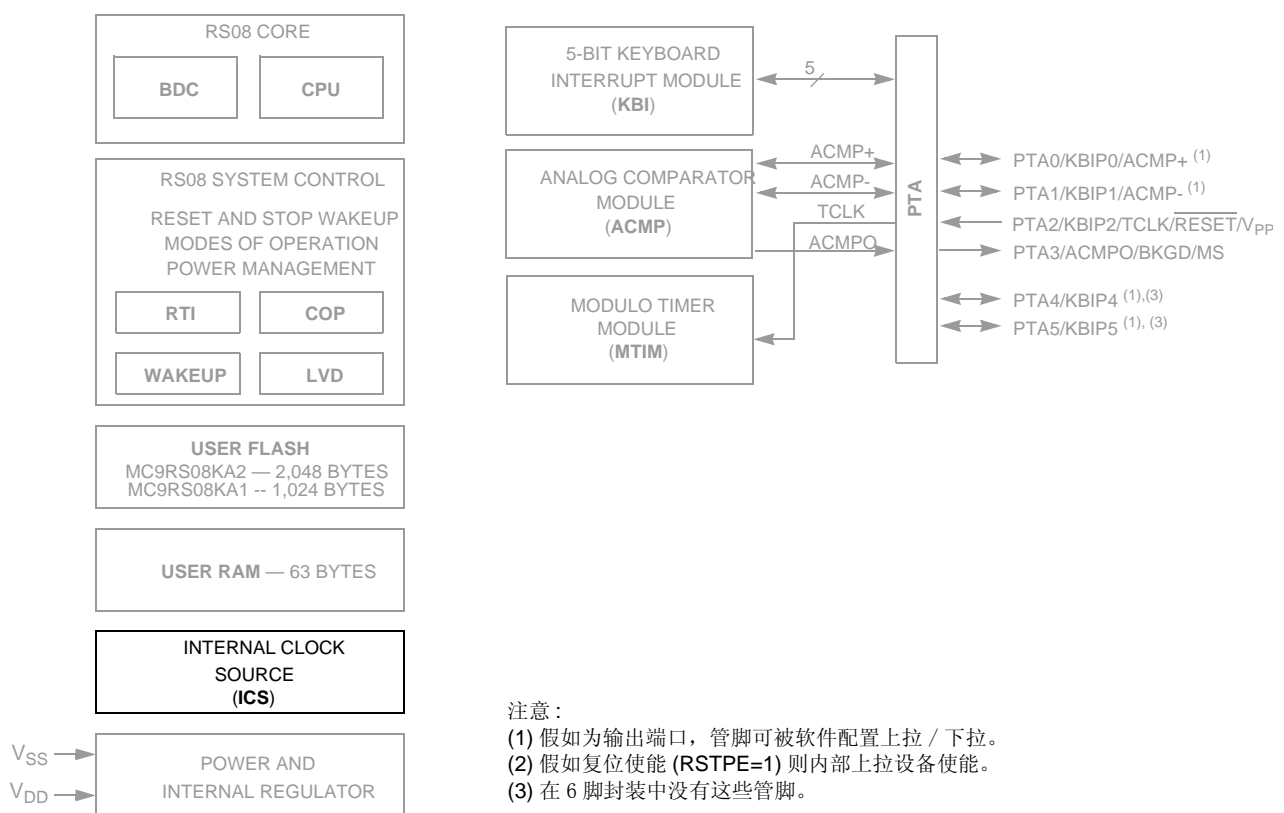 RS08 CORE
BDC
CPU
RS08 SYSTEM CONTROL
RESET AND STOP WAKEUP
MODES OF OPERATION
POWER MANAGEMENT
RTI
COP
WAKEUP
LVD
USER FLASH
MC9RS08KA2 — 2,048 BYTES
MC9RS08KA1 -- 1,024 BYTES
USER RAM — 63 BYTES
INTERNAL CLOCK
SOURCE
(ICS)
VSS
VDD
POWER AND
INTERNAL REGULATOR
5-BIT KEYBOARD
INTERRUPT MODULE
(KBI)
5
ANALOG COMPARATOR
MODULE
(ACMP)
ACMP+
ACMP-
TCLK
ACMPO
MODULO TIMER
MODULE
(MTIM)
PTA
PTA0/KBIP0/ACMP+ (1)
PTA1/KBIP1/ACMP- (1)
PTA2/KBIP2/TCLK/RESET/VPP
PTA3/ACMPO/BKGD/MS
PTA4/KBIP4 (1),(3)
PTA5/KBIP5 (1), (3)
注意:
(1) 假如为输出端口，管脚可被软件配置上拉 / 下拉。
(2) 假如复位使能 (RSTPE=1) 则内部上拉设备使能。
(3) 在 6 脚封装中没有这些管脚。